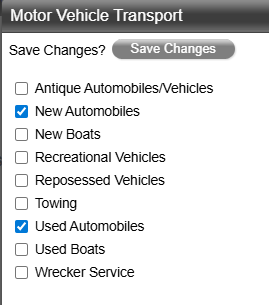 Motor Vehicle Transport
Save Changes? Save Changes
Antique Automobiles/Vehicles
New Automobiles
New Boats
Recreational Vehicles
Reposessed Vehicles
Towing
Used Automobiles
Used Boats
Wrecker Service